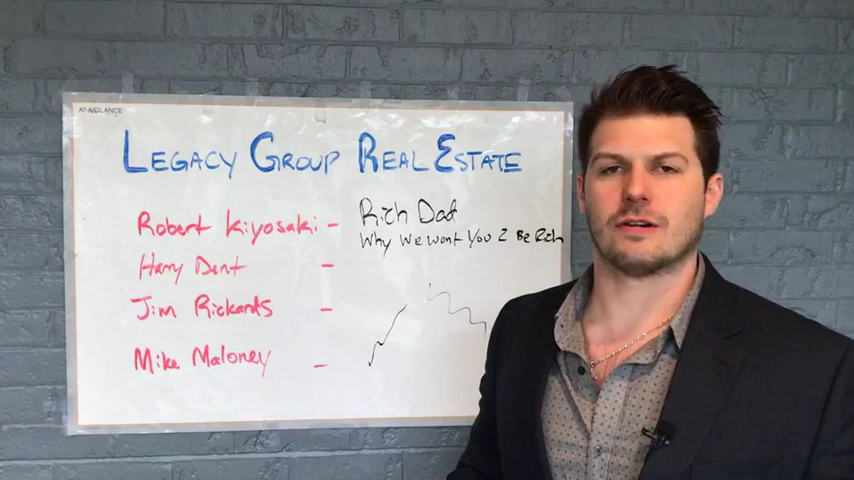 AT-A-GLANCE
LEGACY GROUP REAL ESTATE
Robert Kiyosaki - Rich Dad
Why We Want You 2 Be Rich
Harry Dent -
Jim Rickards -
Mike Maloney -